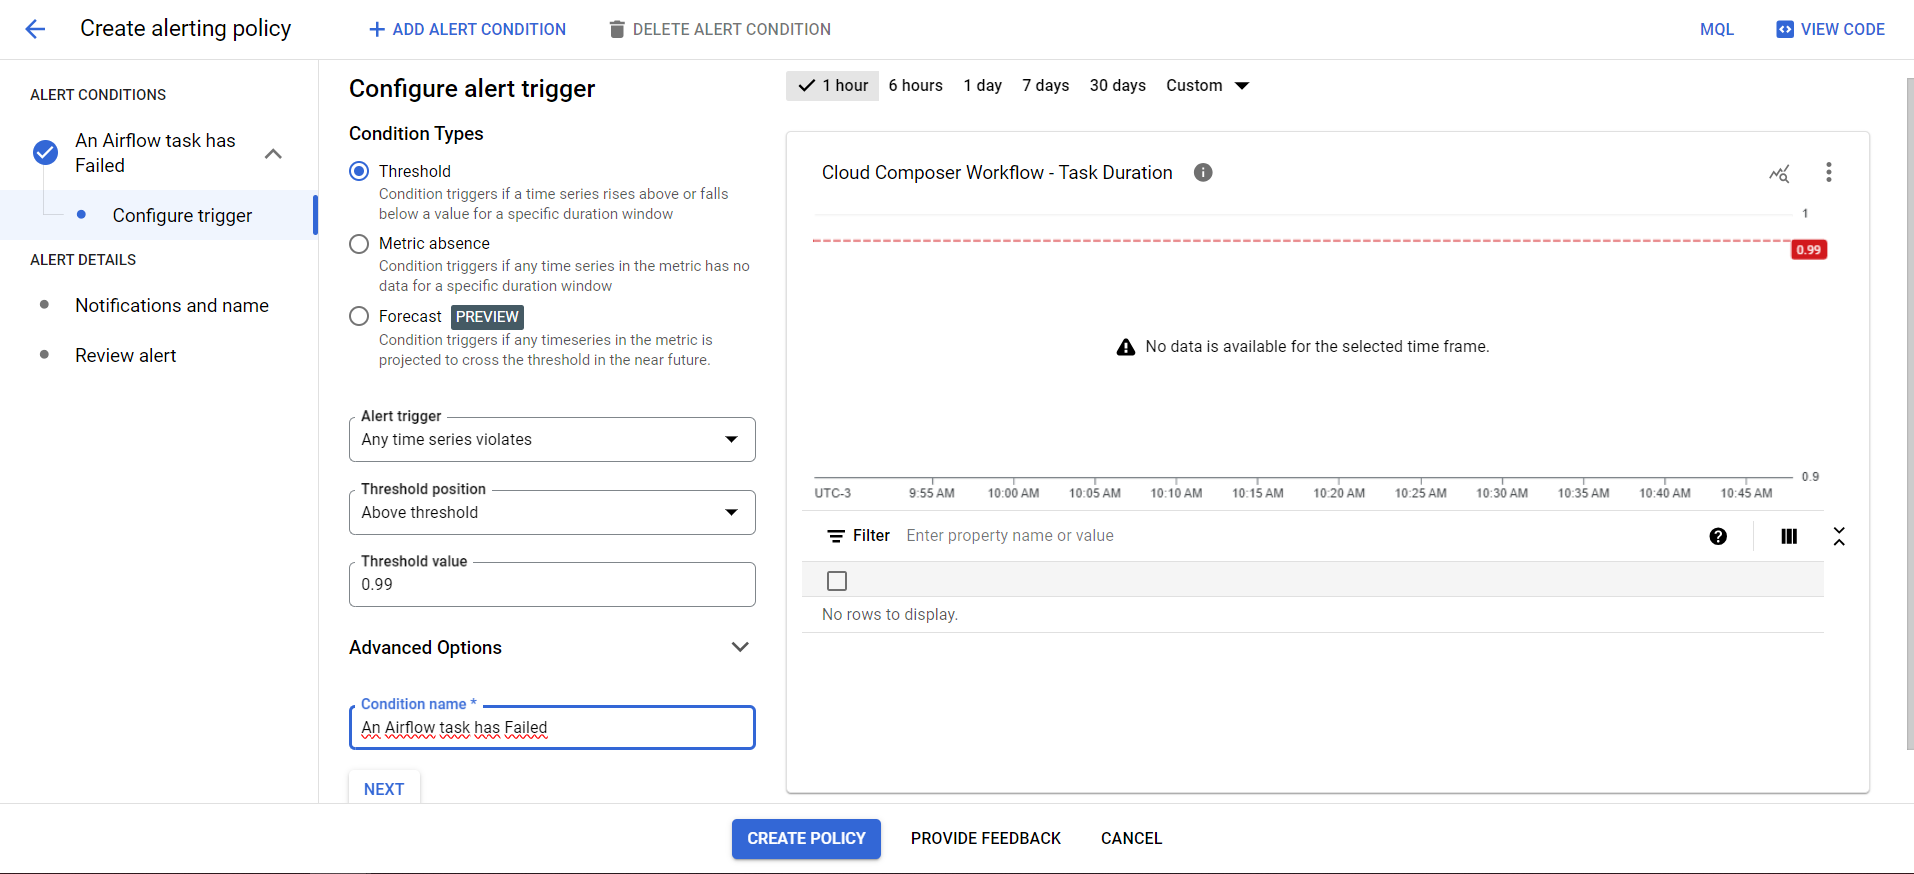 Create alerting policy
ADD ALERT CONDITION
DELETE ALERT CONDITION
MQL
VIEW CODE
ALERT CONDITIONS
An Airflow task has
Failed
Configure trigger
ALERT DETAILS
Notifications and name
Review alert
Configure alert trigger
Condition Types
Threshold
Condition triggers if a time series rises above or falls
below a value for a specific duration window
Metric absence
Condition triggers if any time series in the metric has no
data for a specific duration window
Forecast PREVIEW
Condition triggers if any timeseries in the metric is
projected to cross the threshold in the near future.
Alert trigger
Any time series violates
Threshold position
Above threshold
Threshold value
0.99
Advanced Options
Condition name *
An Airflow task has Failed
NEXT
1 hour 6 hours 1 day 7 days 30 days Custom
Cloud Composer Workflow - Task Duration
1
0.99
No data is available for the selected time frame.
0.9
UTC-3 9:55 AM 10:00 AM 10:05 AM 10:10 AM 10:15 AM 10:20 AM 10:25 AM 10:30 AM 10:35 AM 10:40 AM 10:45 AM
Filter Enter property name or value
No rows to display.
CREATE POLICY PROVIDE FEEDBACK CANCEL